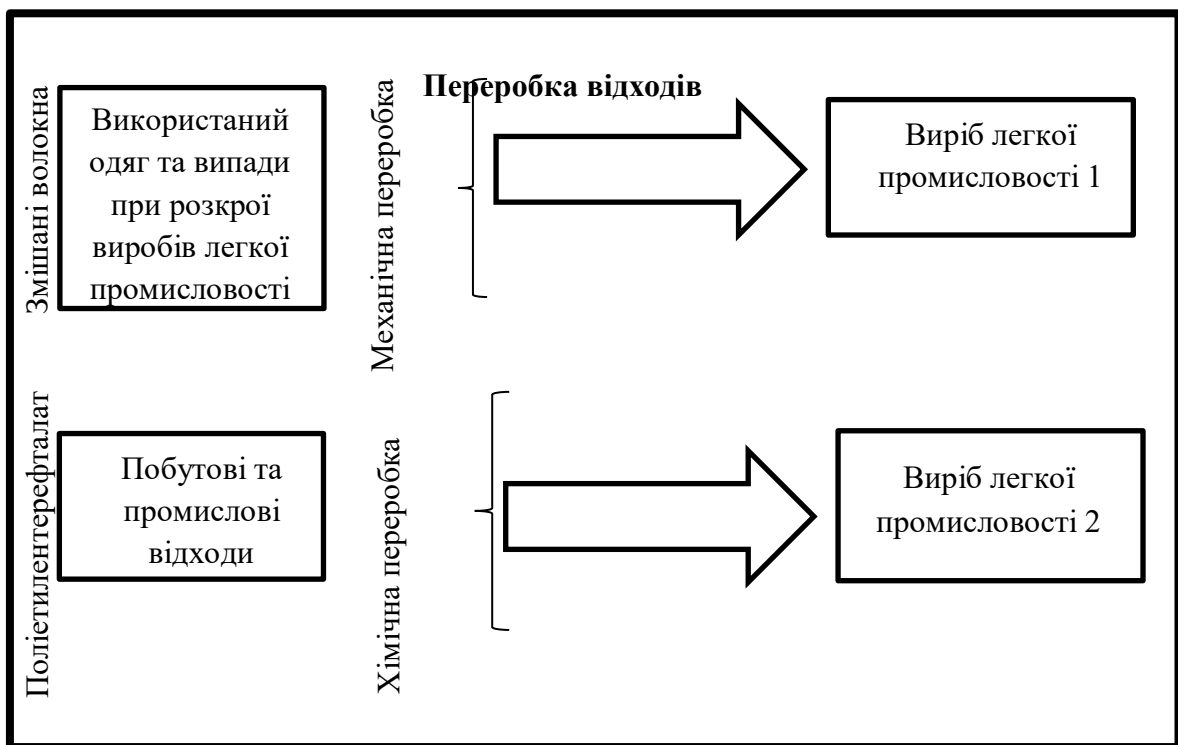 Переробка відходів
Змішані волокна
Використаний
одяг та випади
при розкрої
виробів легкої
промисловості
Механічна переробка
Виріб легкої
промисловості 1
Поліетилентерефталат
Побутові та
промислові
відходи
Хімічна переробка
Виріб легкої
промисловості 2